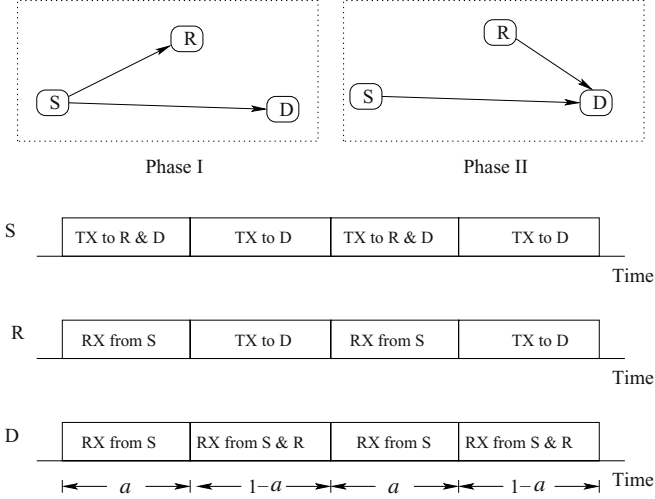 R
S
D
Phase I
R
S
D
Phase II
S
TX to R & D
TX to D
TX to R & D
TX to D
Time
R
RX from S
TX to D
RX from S
TX to D
Time
D
RX from S
RX from S & R
RX from S
RX from S & R
Time
a
1−a
a
1−a